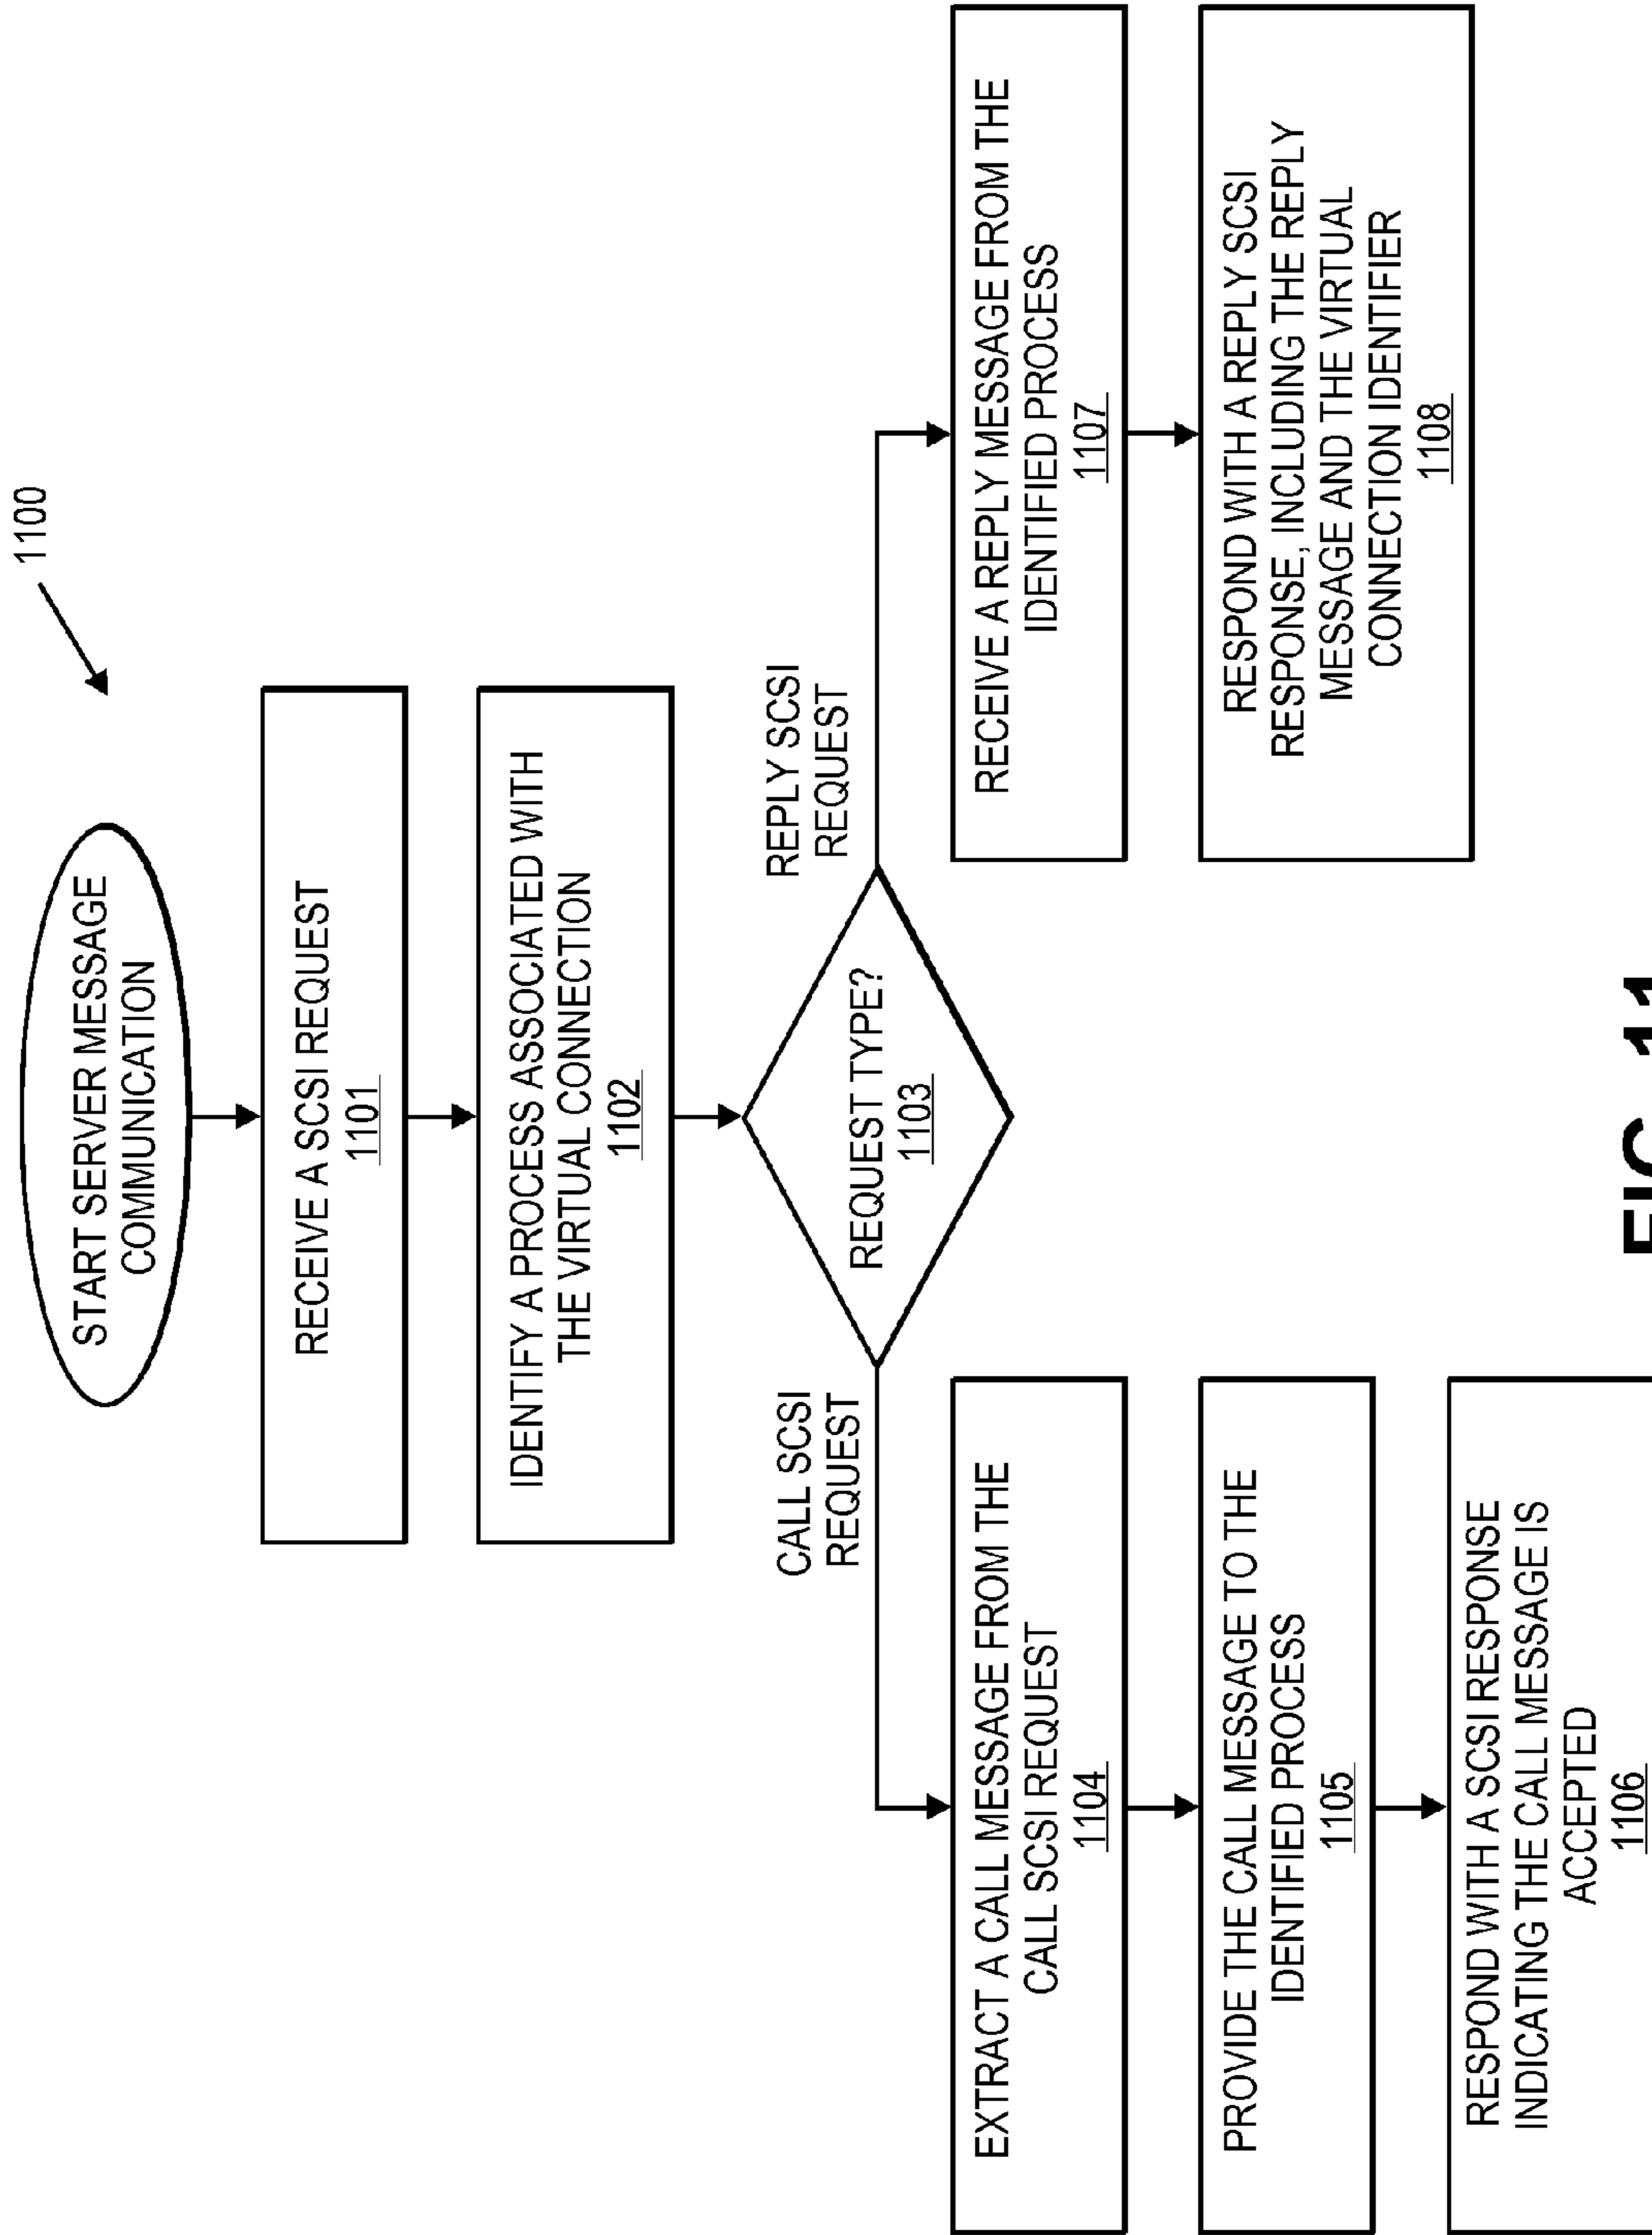 1100
START SERVER MESSAGE
COMMUNICATION
RECEIVE A SCSI REQUEST
1101
IDENTIFY A PROCESS ASSOCIATED WITH
THE VIRTUAL CONNECTION
1102
REQUEST TYPE?
1103
CALL SCSI
REQUEST
REPLY SCSI
REQUEST
EXTRACT A CALL MESSAGE FROM THE
CALL SCSI REQUEST
1104
PROVIDE THE CALL MESSAGE TO THE
IDENTIFIED PROCESS
1105
RESPOND WITH A SCSI RESPONSE
INDICATING THE CALL MESSAGE IS
ACCEPTED
1106
RECEIVE A REPLY MESSAGE FROM THE
IDENTIFIED PROCESS
1107
RESPOND WITH A REPLY SCSI
RESPONSE, INCLUDING THE REPLY
MESSAGE AND THE VIRTUAL
CONNECTION IDENTIFIER
1108
FIG. 11